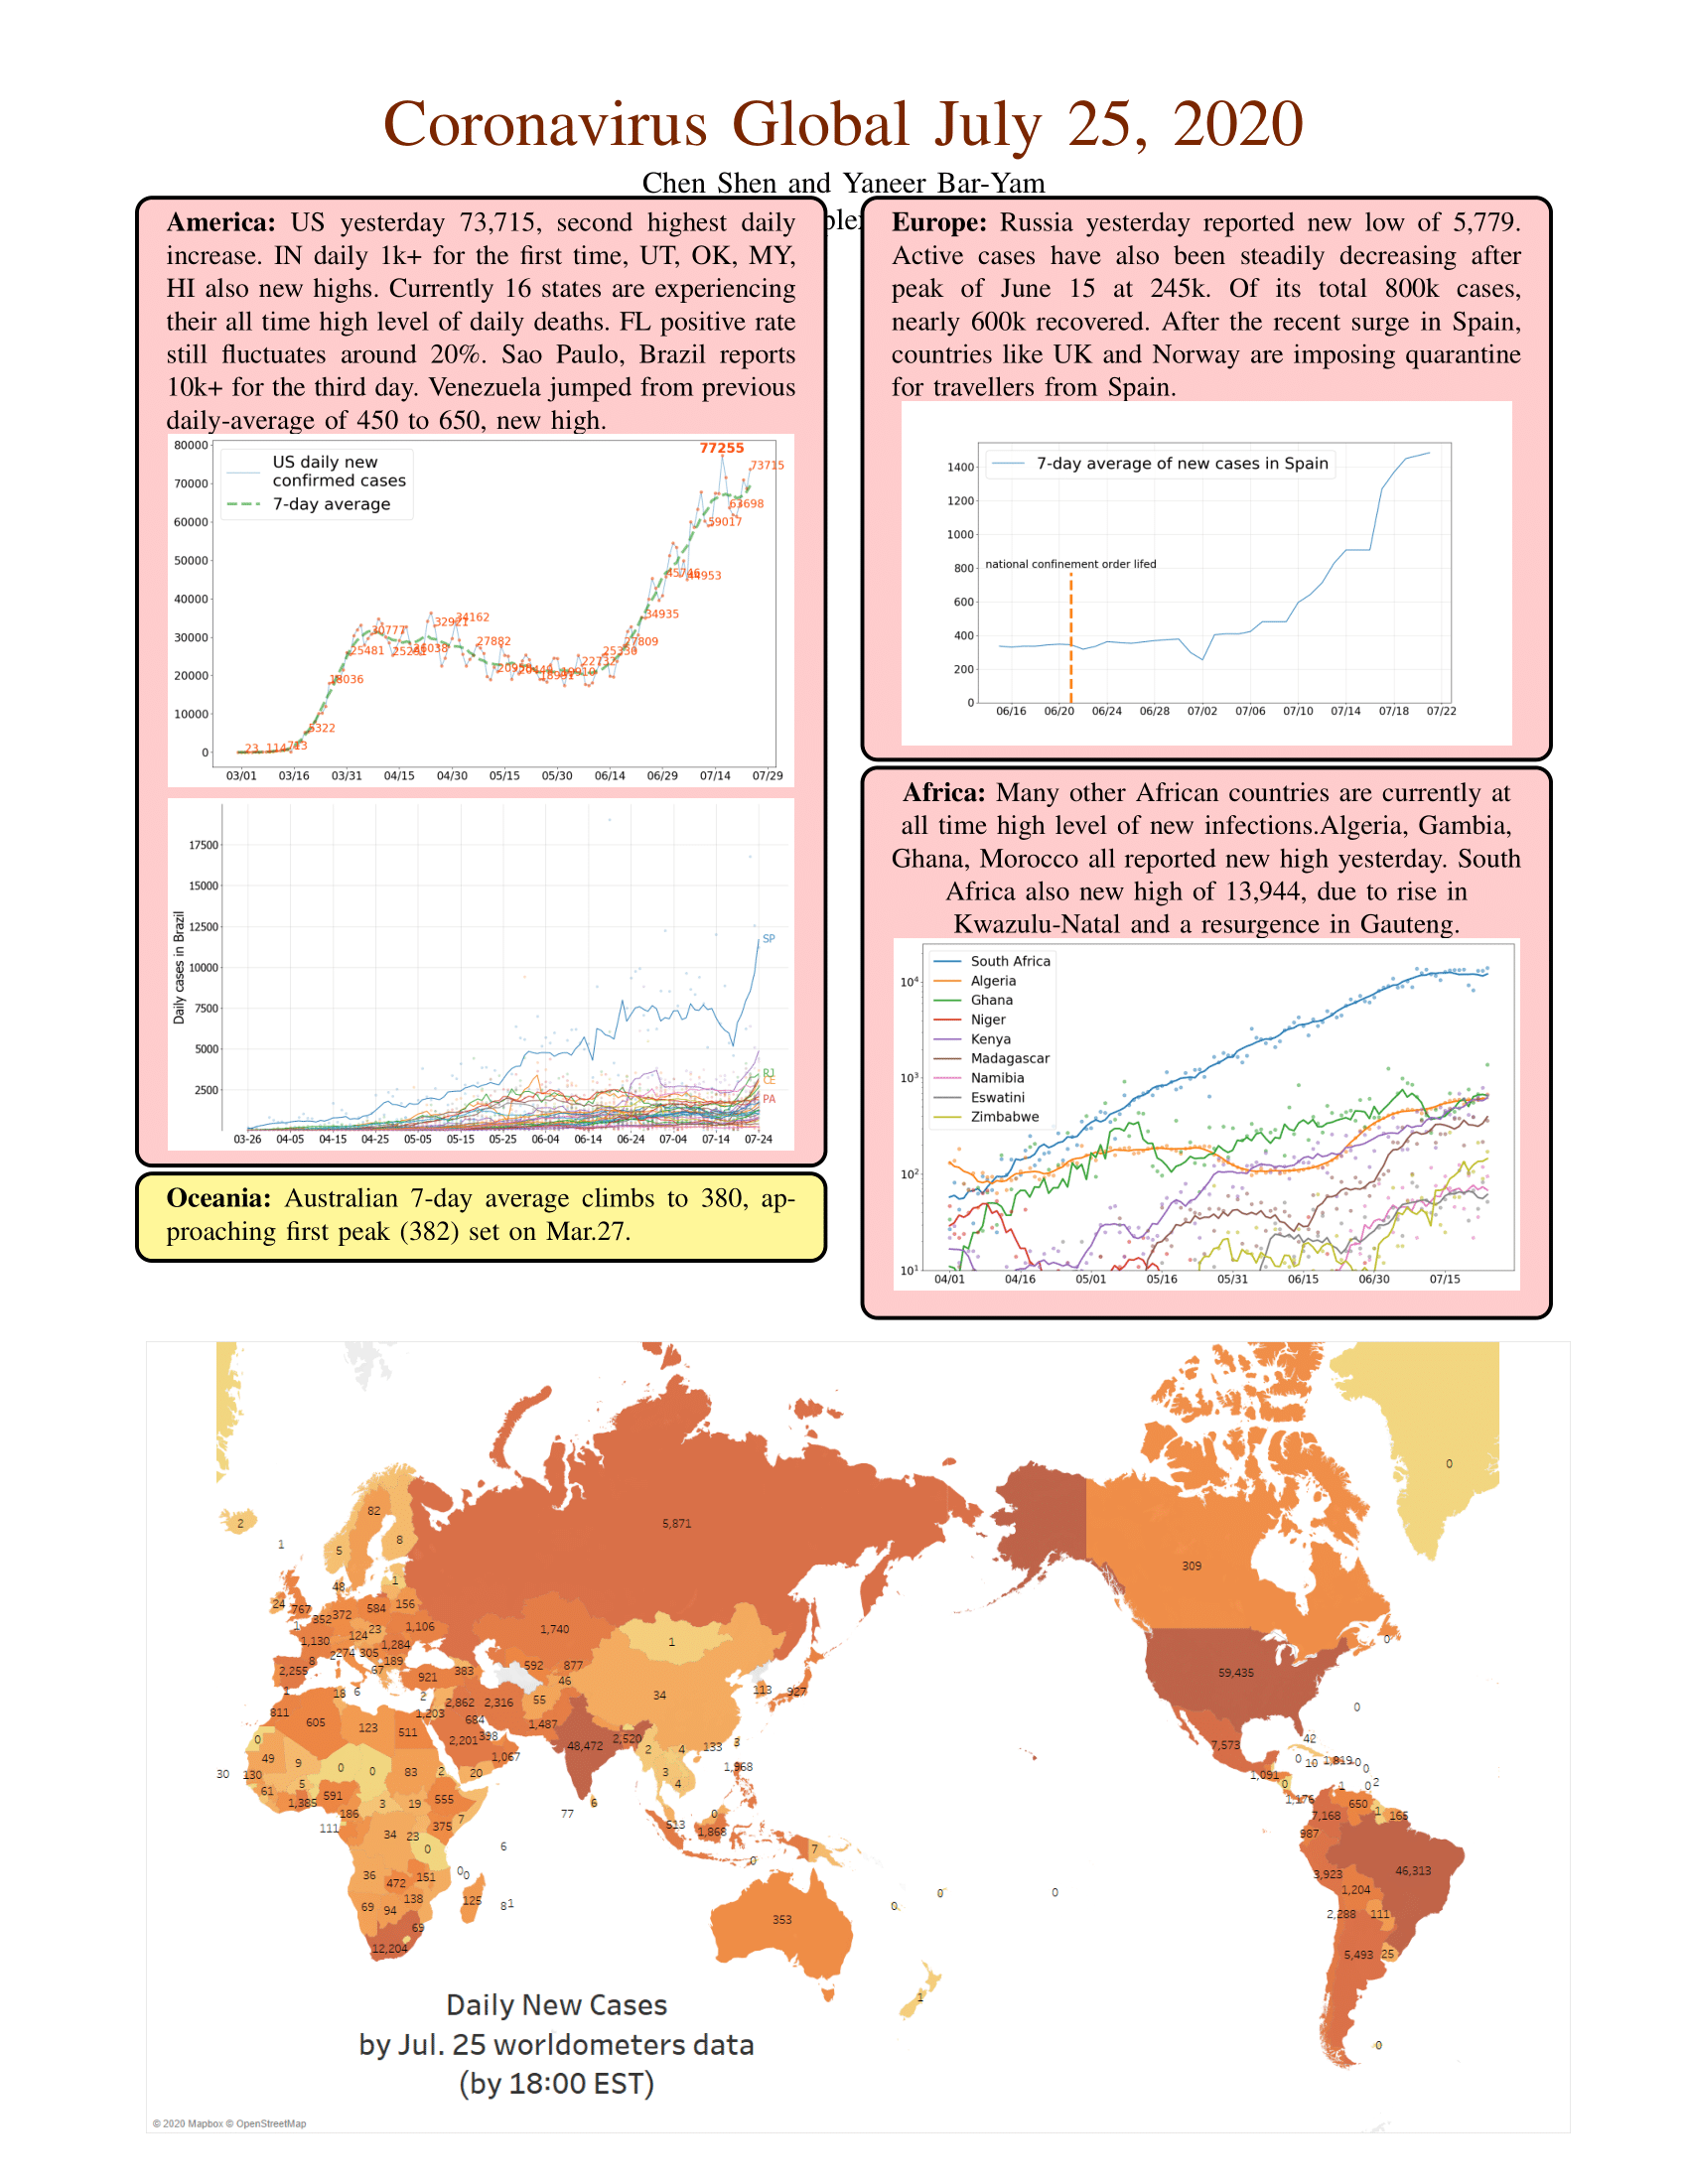 Coronavirus Global July 25, 2020
Chen Shen and Yaneer Bar-Yam
America: US yesterday 73,715, second highest daily
increase. IN daily 1k+ for the first time, UT, OK, MY,
HI also new highs. Currently 16 states are experiencing
their all time high level of daily deaths. FL positive rate
still fluctuates around 20%. Sao Paulo, Brazil reports
10k+ for the third day. Venezuela jumped from previous
daily-average of 450 to 650, new high.
80000
70000
60000
50000
40000
30000
20000
10000
0
US daily new
confirmed cases
7-day average
77255
73715
63698
59017
45746
44953
34935
27809
25330
22732
27882
34162
32921
30777
25481
18036
5322
23
03/01 03/16 03/31 04/15 04/30 05/15 05/30 06/14 06/29 07/14 07/29
Daily cases in Brazil
17500
15000
12500
10000
7500
5000
2500
SP
CE
PA
03-26 04-05 04-15 04-25 05-05 05-15 05-25 06-04 06-14 06-24 07-04 07-14 07-24
Oceania: Australian 7-day average climbs to 380, ap-
proaching first peak (382) set on Mar.27.
Europe: Russia yesterday reported new low of 5,779.
Active cases have also been steadily decreasing after
peak of June 15 at 245k. Of its total 800k cases,
nearly 600k recovered. After the recent surge in Spain,
countries like UK and Norway are imposing quarantine
for travellers from Spain.
1400
1200
1000
800
600
400
200
0
7-day average of new cases in Spain
national confinement order lifed
06/16 06/20 06/24 06/28 07/02 07/06 07/10 07/14 07/18 07/22
Africa: Many other African countries are currently at
all time high level of new infections.Algeria, Gambia,
Ghana, Morocco all reported new high yesterday. South
Africa also new high of 13,944, due to rise in
Kwazulu-Natal and a resurgence in Gauteng.
10⁴
10³
10²
10¹
South Africa
Algeria
Ghana
Niger
Kenya
Madagascar
Namibia
Eswatini
Zimbabwe
04/01 04/16 05/01 05/16 05/31 06/15 06/30 07/15
0
82
2
5,871
1
5
8
309
48
1
24 767 352 372 584 156
1 124 23 1,106
1,130
1,740
1
0
8 2 274 305 1,284
189
2,255 67 921 383 592 877
59,435
46
1 18 6 2 2,862 2,316 55 34 113 927
811 605 123 511 1,203 684 1,487
0
0 2,201 398 48,472 2,520 2 4 133 3
7,573 42
49 9 0 0 83 2 20 1,067 3 1,968
0 10 1,819 0 0
30 130 61 5 1,385 591 3 19 555 7 77 6 4
1,091 0 1 0 2
186 111 34 23 375 6 513 0 1,868
1,176 650 1 165
7,168
987
0 7
36 472 151 0 0 125 8 1
3,923 46,313
1,204
69 94 138 353 0 0 0
2,288 111
69
12,204
5,493 25
1
0
Daily New Cases
by Jul. 25 worldometers data
(by 18:00 EST)
© 2020 Mapbox © OpenStreetMap